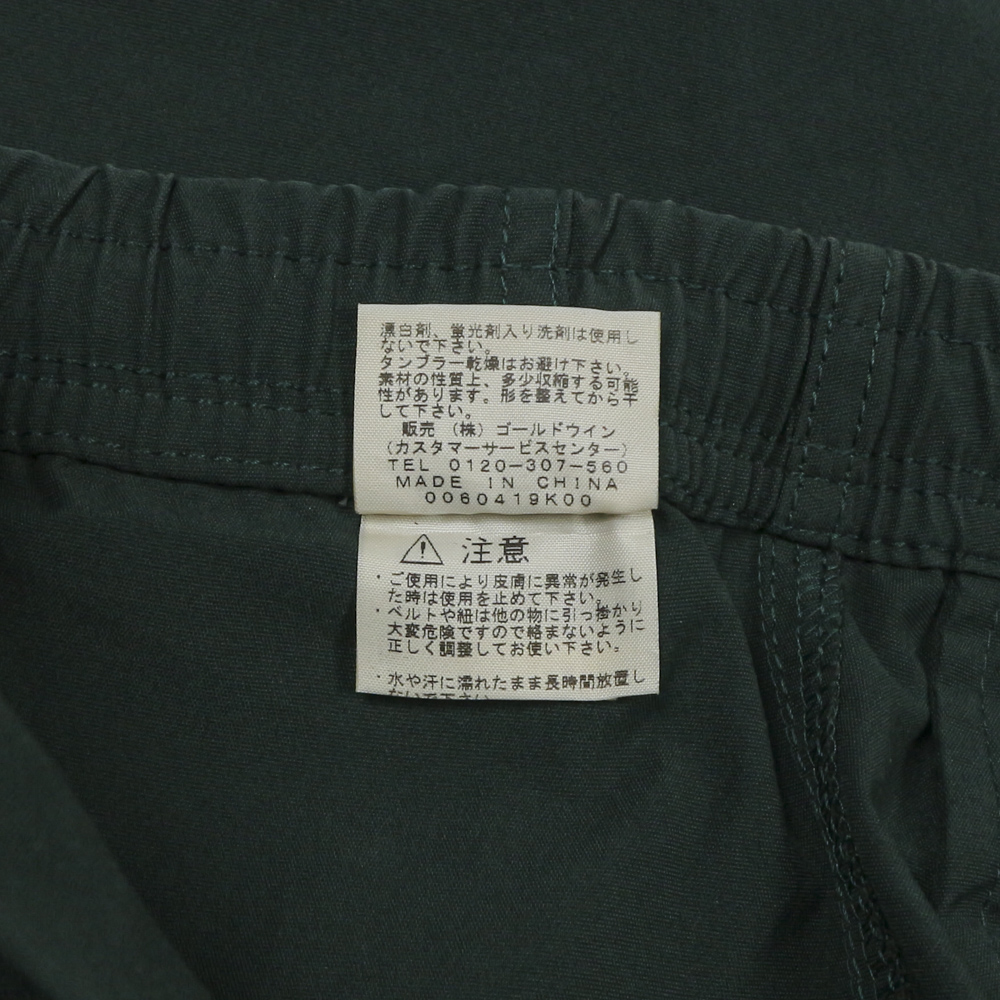 漂白剤、蛍光剤入り洗剤は使用し
ないで下さい。
タンブラー乾燥はお避け下さい。
素材の性質上、多少収縮する可能
性があります。形を整えてから干
して下さい。
販売 (株) ゴールドウイン
(カスタマーサービスセンター)
TEL 0120-307-560
MADE IN CHINA
0060419K00
注意
・ご使用により皮膚に異常が発生し
た時は使用を止めて下さい。
・ベルトや紐は他の物に引っ掛かり
大変危険ですので絡まないように
正しく調整してお使い下さい。
・水や汗に濡れたまま長時間放置し
ないで下さい